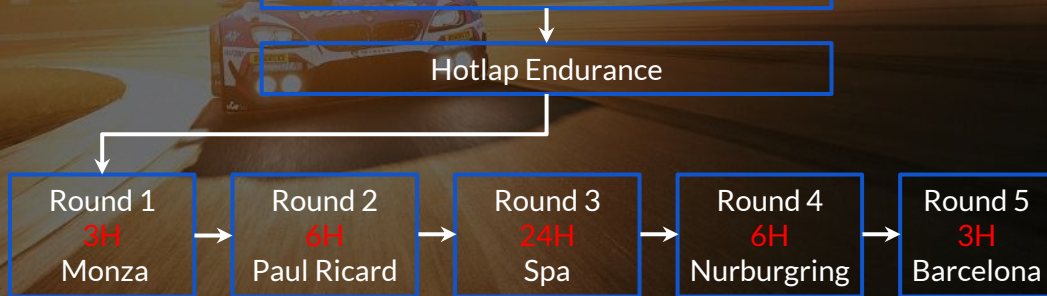 Hotlap Endurance
Round 1
3H
Monza
Round 2
6H
Paul Ricard
Round 3
24H
Spa
Round 4
6H
Nurburgring
Round 5
3H
Barcelona